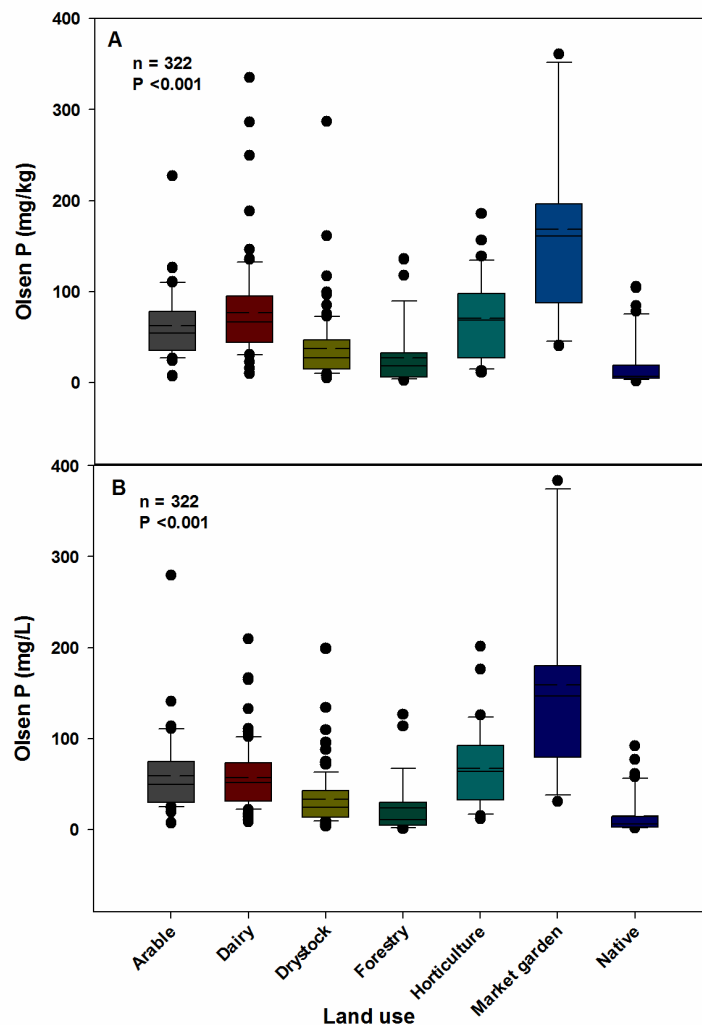 A
n = 322
P <0.001
Olsen P (mg/kg)
400
300
200
100
0
B
n = 322
P <0.001
Olsen P (mg/L)
400
300
200
100
0
Arable
Dairy
Drystock
Forestry
Horticulture
Market garden
Native
Land use